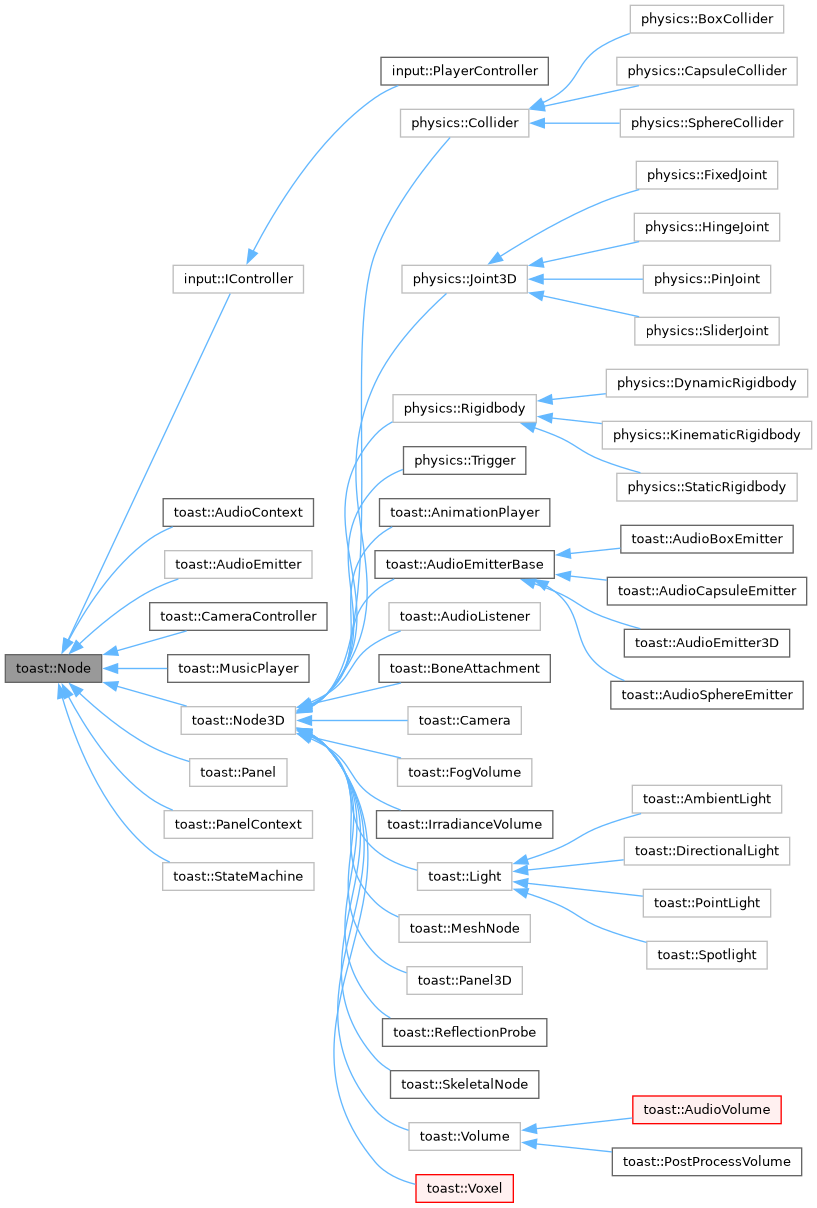 physics::BoxCollider
input::PlayerController
physics::CapsuleCollider
physics::Collider
physics::SphereCollider
physics::FixedJoint
physics::HingeJoint
input::IController
physics::Joint3D
physics::PinJoint
physics::SliderJoint
physics::DynamicRigidbody
physics::Rigidbody
physics::KinematicRigidbody
physics::Trigger
physics::StaticRigidbody
toast::AudioContext
toast::AnimationPlayer
toast::AudioBoxEmitter
toast::AudioEmitter
toast::AudioEmitterBase
toast::AudioCapsuleEmitter
toast::CameraController
toast::AudioListener
toast::AudioEmitter3D
toast::Node
toast::MusicPlayer
toast::BoneAttachment
toast::AudioSphereEmitter
toast::Node3D
toast::Camera
toast::Panel
toast::FogVolume
toast::AmbientLight
toast::PanelContext
toast::IrradianceVolume
toast::DirectionalLight
toast::StateMachine
toast::Light
toast::PointLight
toast::MeshNode
toast::Spotlight
toast::Panel3D
toast::ReflectionProbe
toast::SkeletalNode
toast::AudioVolume
toast::Volume
toast::PostProcessVolume
toast::Voxel